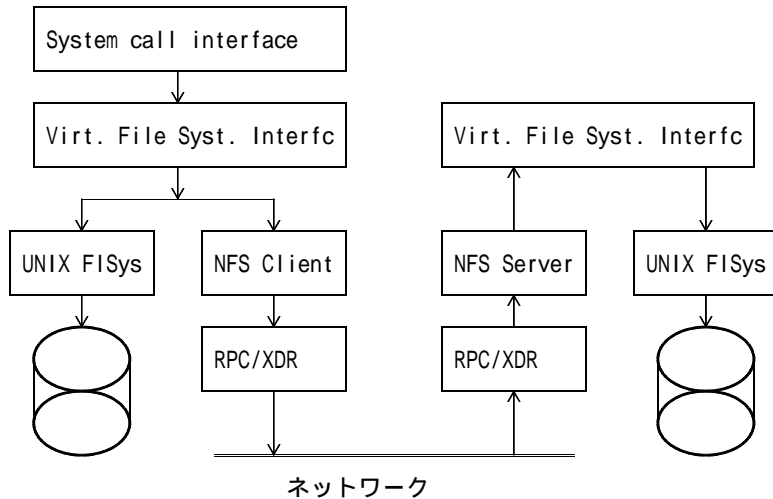 System call interface
Virt. File Syst. Interfc
Virt. File Syst. Interfc
UNIX FlSys
NFS Client
NFS Server
UNIX FlSys
RPC/XDR
RPC/XDR
ネットワーク